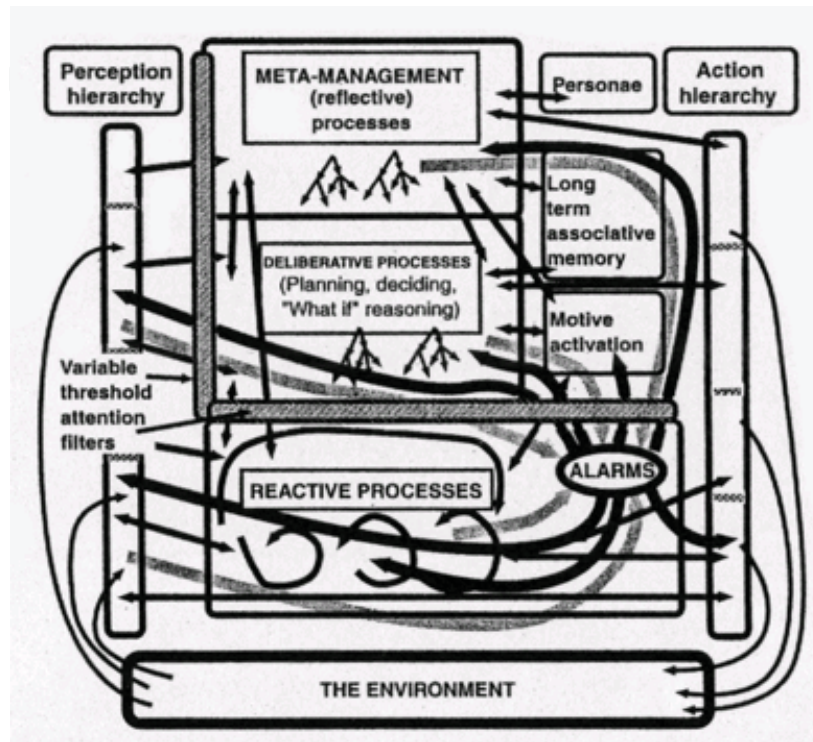 Perception
hierarchy
META-MANAGEMENT
(reflective)
processes
Personae
Action
hierarchy
Long
term
associative
memory
DELIBERATIVE PROCESSES
(Planning, deciding,
"What if" reasoning)
Motive
activation
Variable
threshold
attention
filters
ALARMS
REACTIVE PROCESSES
THE ENVIRONMENT